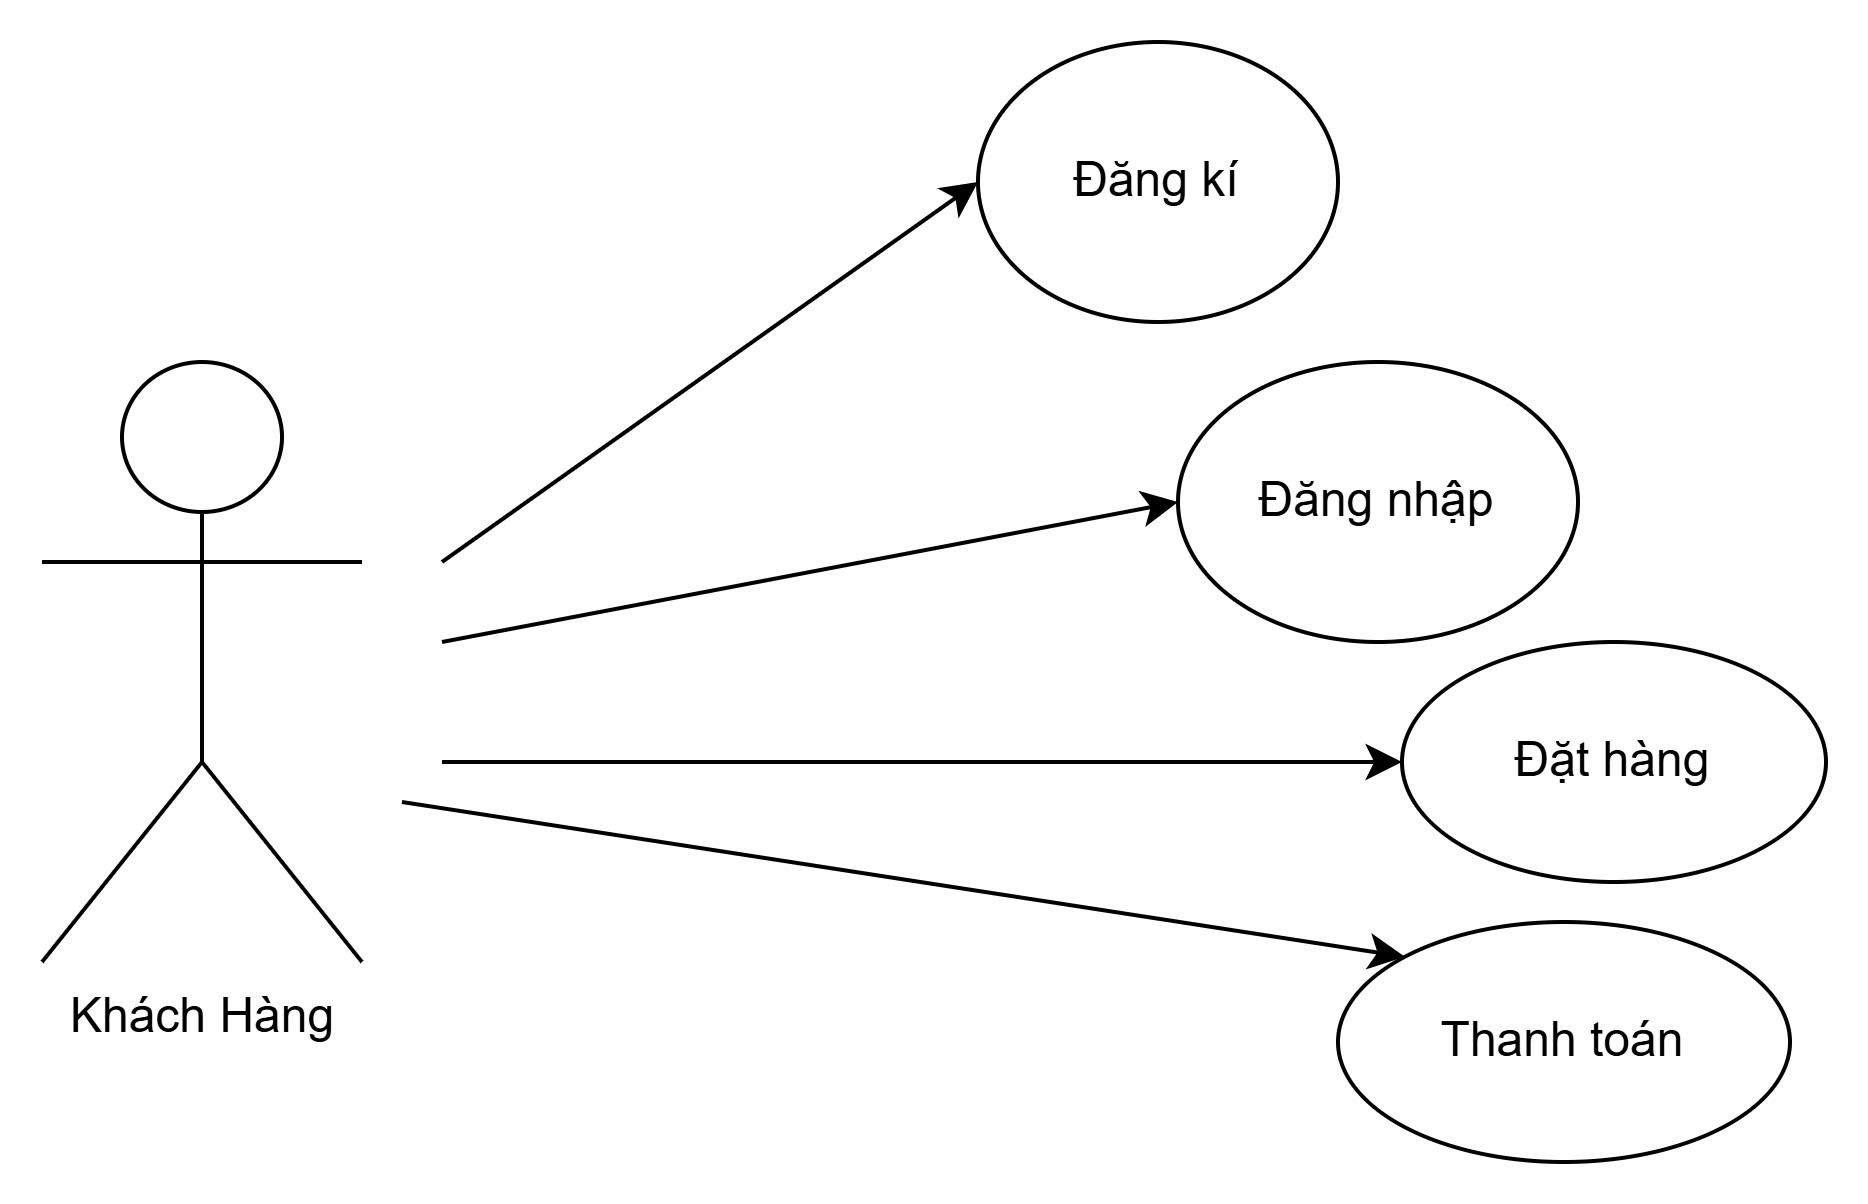 Đăng kí
Đăng nhập
Đặt hàng
Khách Hàng
Thanh toán